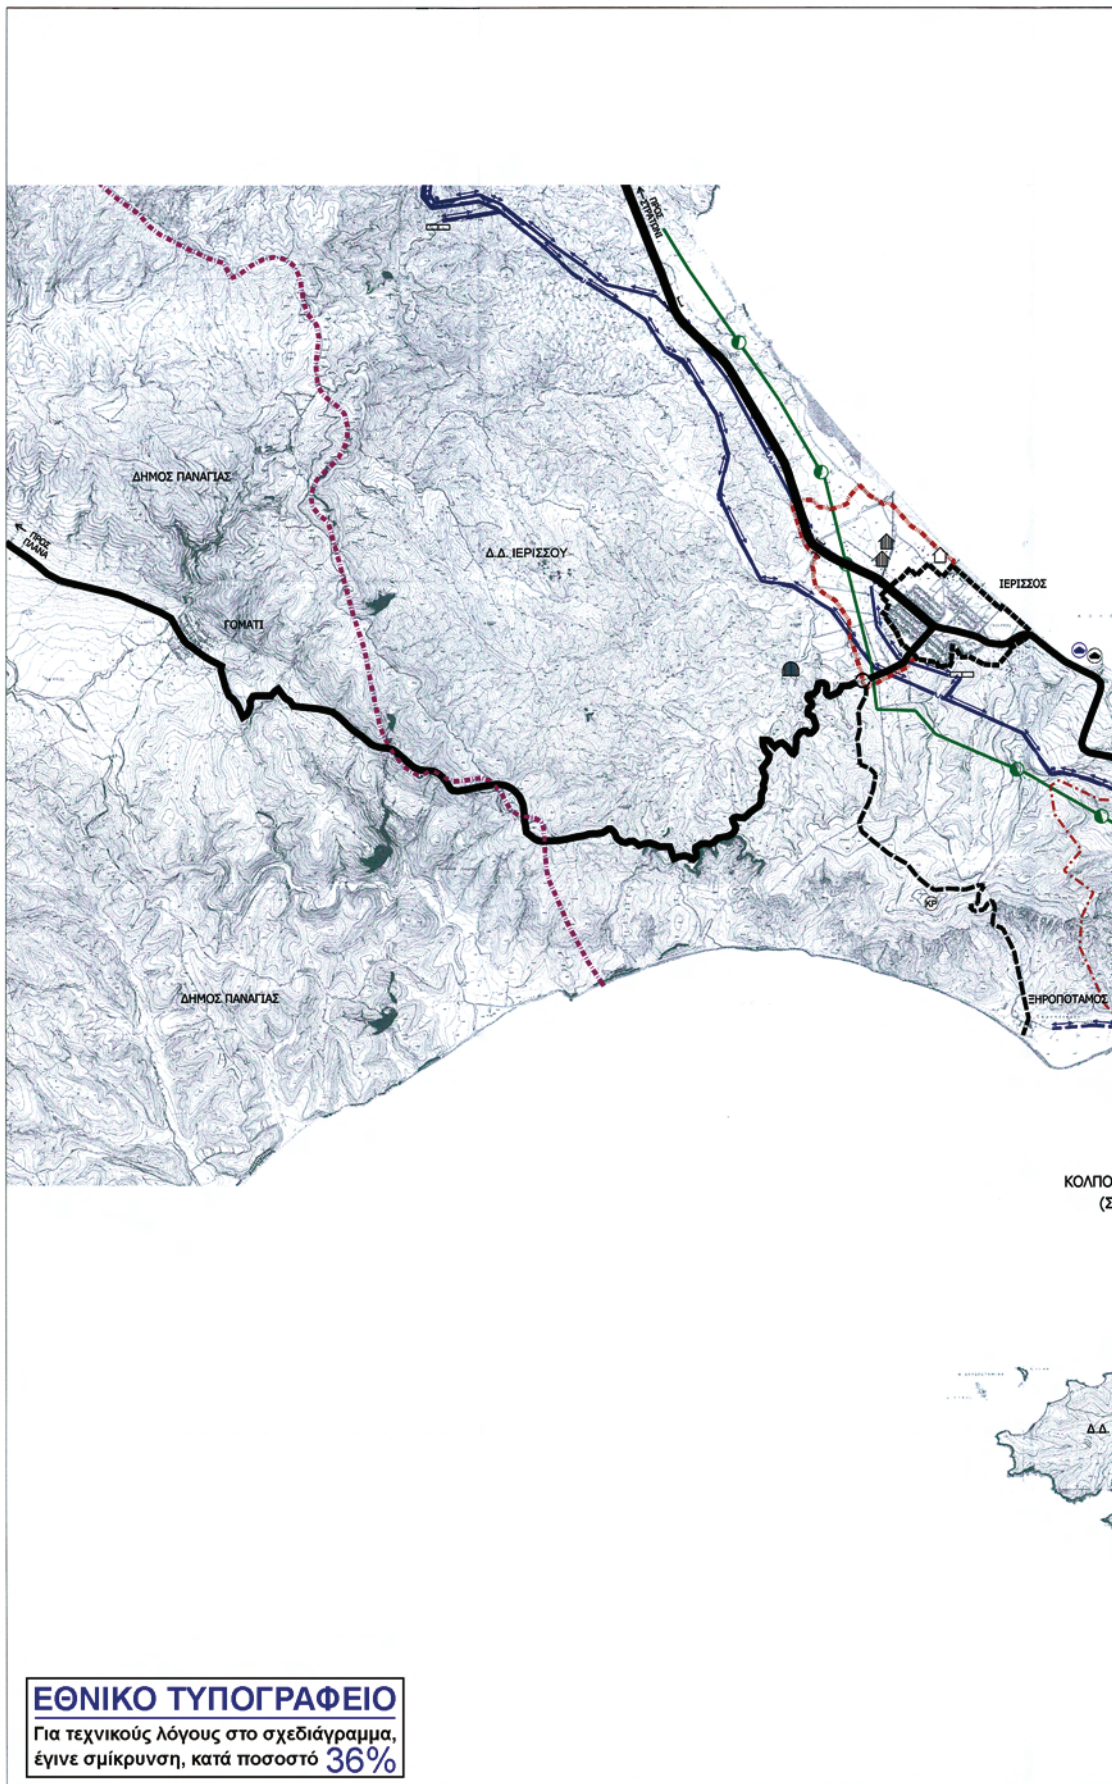 ΠΡΟΣ
ΣΤΡΑΤΩΝΙ
ΔΗΜΟΣ ΠΑΝΑΓΙΑΣ
ΠΡΟΣ
ΠΛΑΝΑ
Δ.Δ. ΙΕΡΙΣΣΟΥ
ΙΕΡΙΣΣΟΣ
ΓΟΜΑΤΙ
ΚΡ
ΔΗΜΟΣ ΠΑΝΑΓΙΑΣ
ΞΗΡΟΠΟΤΑΜΟΣ
ΚΟΛΠΟ
(Σ
Δ.Δ.
ΕΘΝΙΚΟ ΤΥΠΟΓΡΑΦΕΙΟ
Για τεχνικούς λόγους στο σχεδιάγραμμα,
έγινε σμίκρυνση, κατά ποσοστό 36%